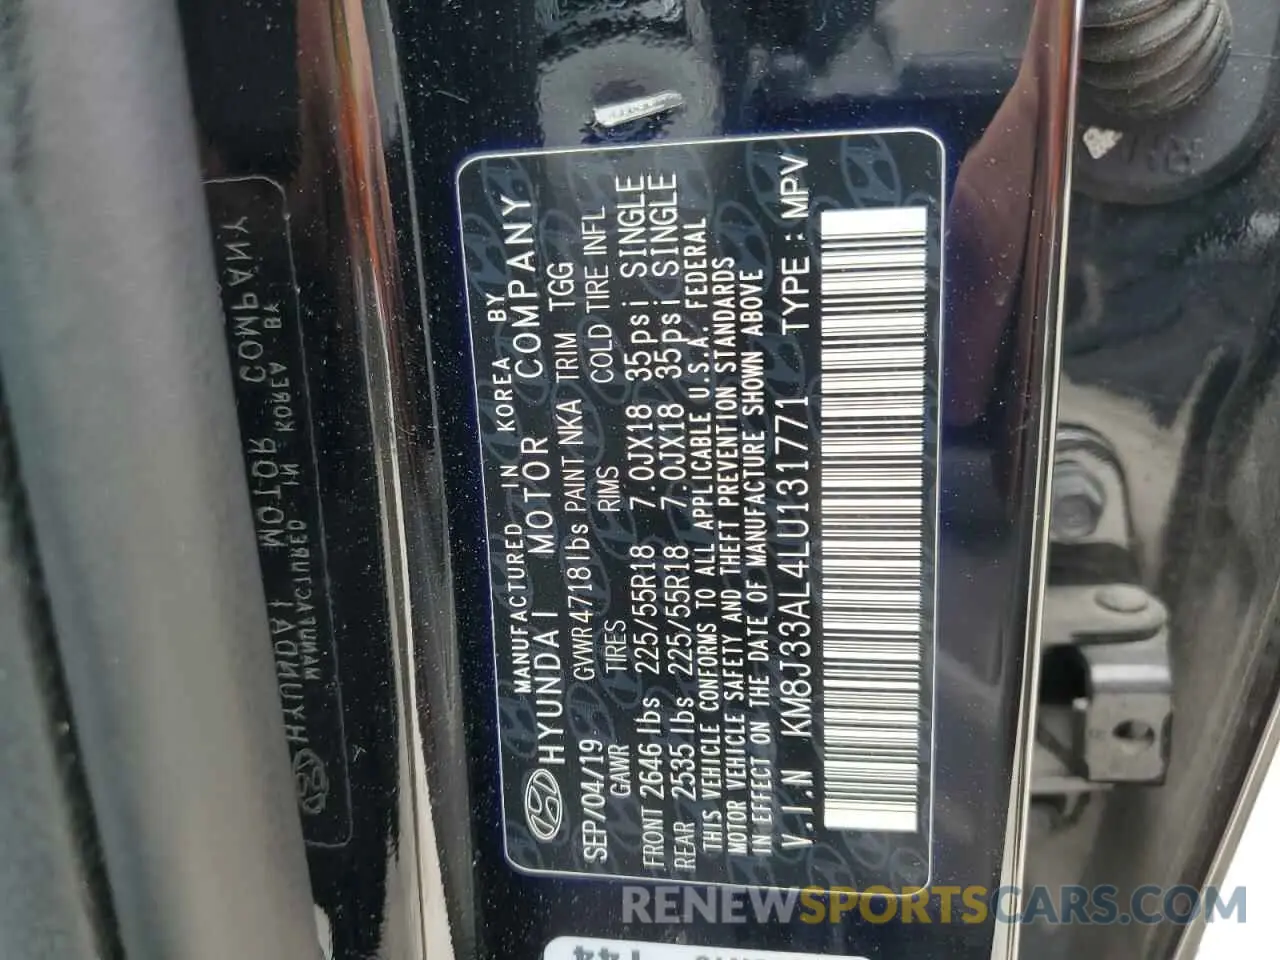 MANUFACTURED IN KOREA BY
HYUNDAI MOTOR COMPANY
SEP/04/19 GVWR4718lbs PAINT NKA TRIM TGG
GAWR TIRES RIMS COLD TIRE INFL
FRONT 2646 lbs 225/55R18 7.0JX18 35psi SINGLE
REAR 2535 lbs 225/55R18 7.0JX18 35psi SINGLE
THIS VEHICLE CONFORMS TO ALL APPLICABLE U.S.A. FEDERAL
MOTOR VEHICLE SAFETY AND THEFT PREVENTION STANDARDS
IN EFFECT ON THE DATE OF MANUFACTURE SHOWN ABOVE
V.I.N KM8J33AL4LU131771 TYPE:MPV
MANUFACTURED IN KOREA BY
HYUNDAI MOTOR COMPANY
RENEWSPORTSCARS.COM